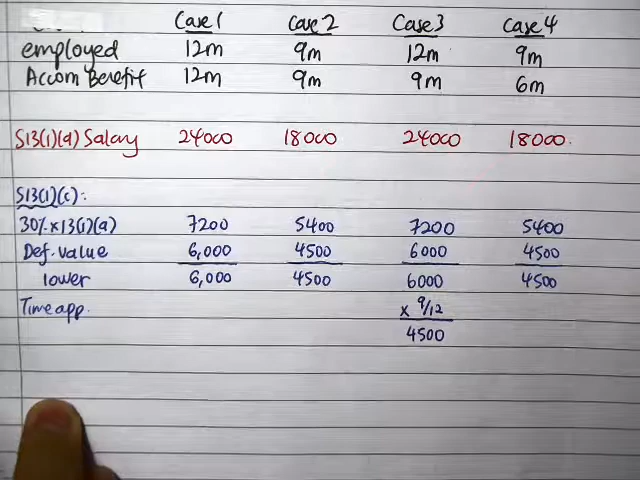 Case 1 Case 2 Case 3 Case 4
employed 12m 9m 12m 9m
Accom Benefit 12m 9m 9m 6m
S13(1)(a) Salary 24000 18000 24000 18000.
S13(1)(c):
30% x 13(1)(a) 7200 5400 7200 5400
Def. value 6,000 4500 6000 4500
lower 6,000 4500 6000 4500
Time app. x 9/12
4500